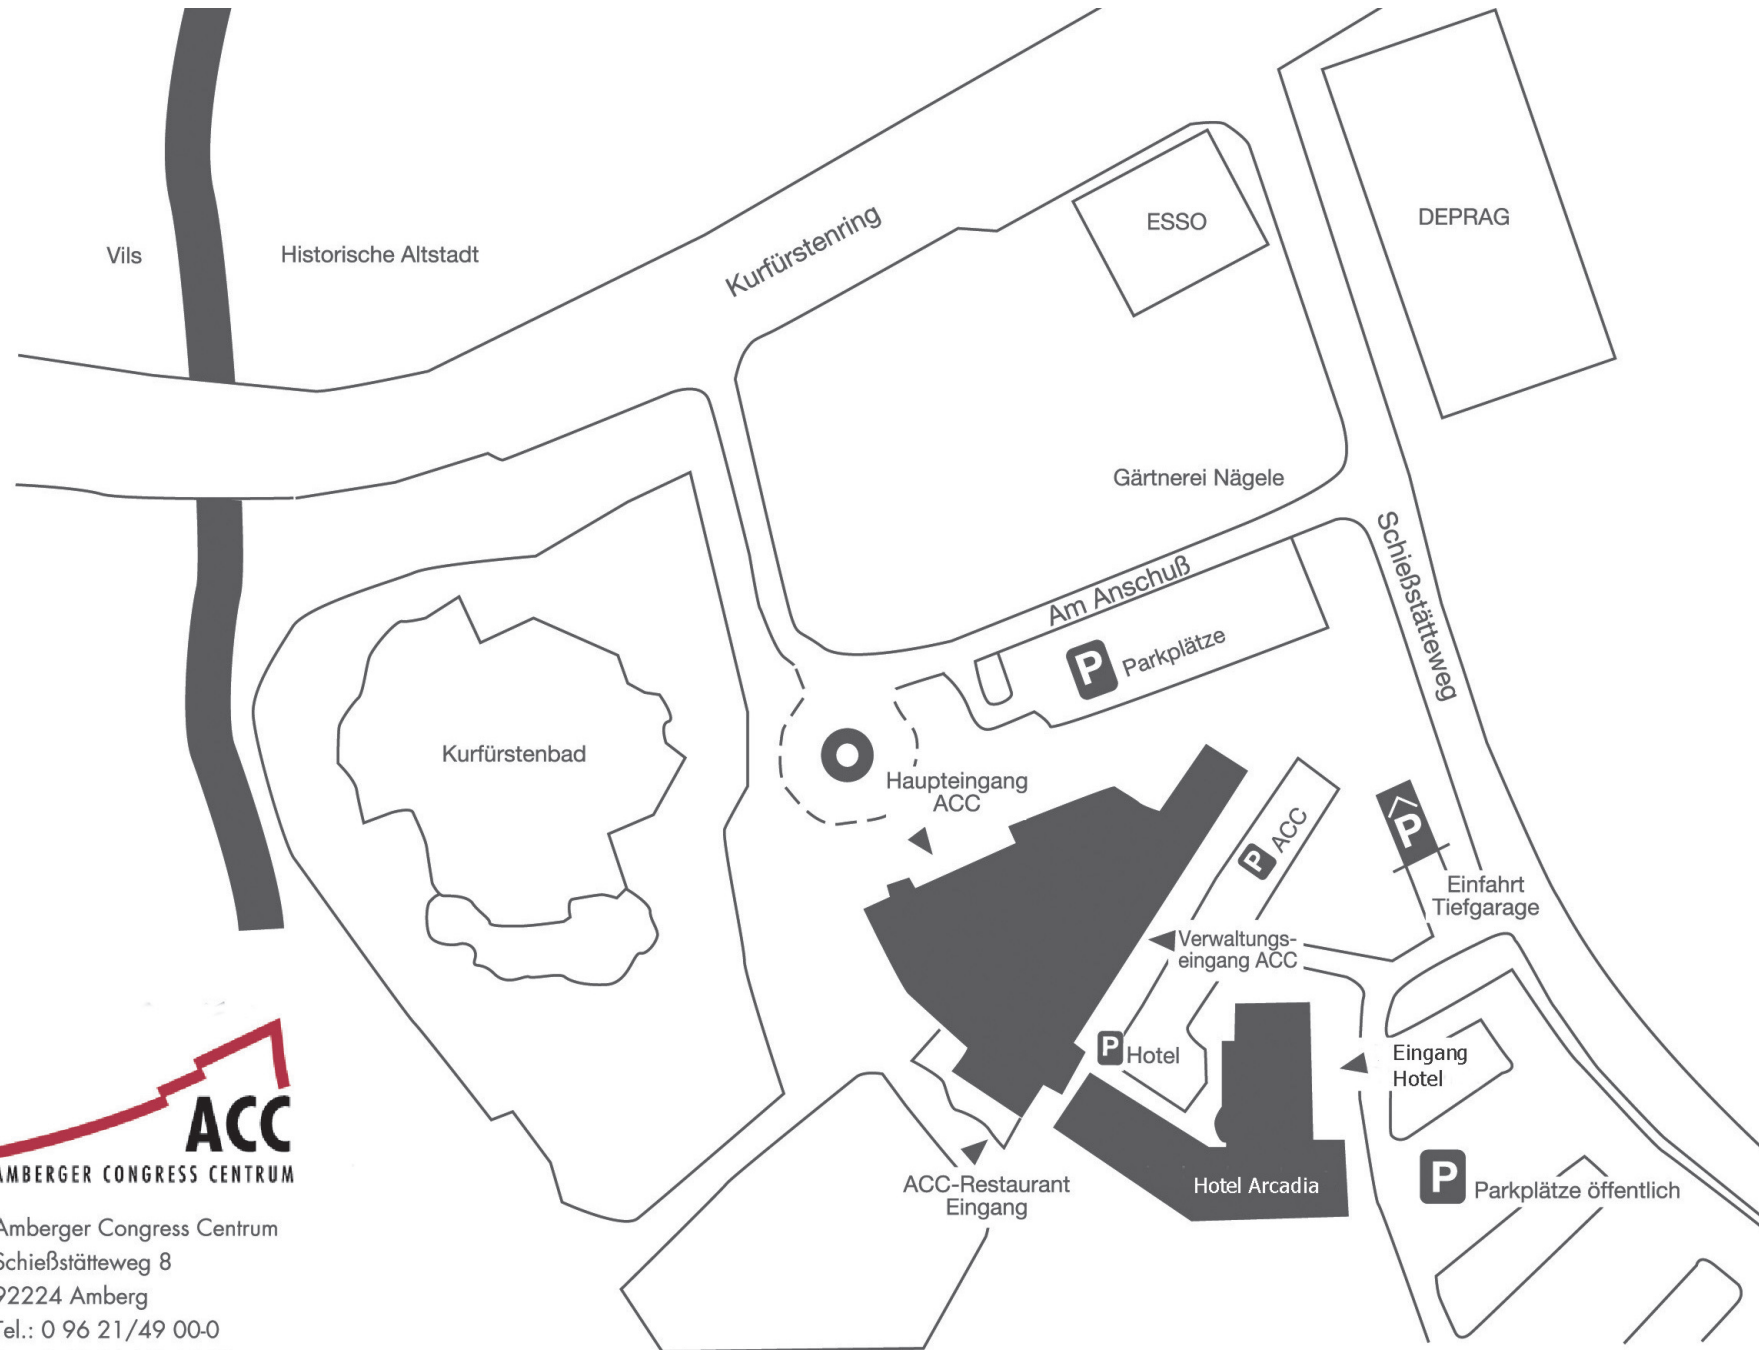 Vils
Historische Altstadt
Kurfürstenring
ESSO
DEPRAG
Gärtnerei Nägele
Am Anschuß
Schießstätteweg
P Parkplätze
Kurfürstenbad
Haupteingang
ACC
P ACC
P
Einfahrt
Tiefgarage
Verwaltungs-
eingang ACC
P Hotel
Eingang
Hotel
ACC-Restaurant
Eingang
Hotel Arcadia
P Parkplätze öffentlich
ACC
AMBERGER CONGRESS CENTRUM
Amberger Congress Centrum
Schießstätteweg 8
92224 Amberg
Tel.: 0 96 21/49 00-0